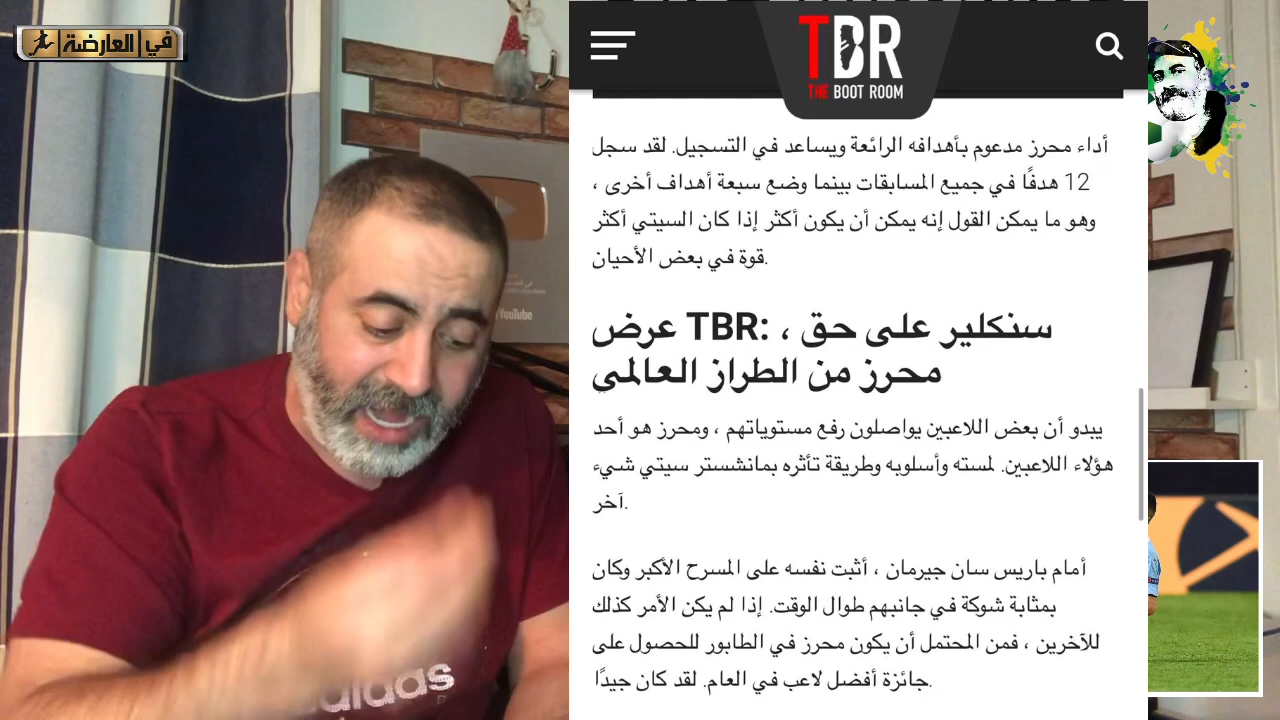 في العارضة
TBR
THE BOOT ROOM
أداء محرز مدعوم بأهدافه الرائعة ويساعد في التسجيل. لقد سجل
12 هدفًا في جميع المسابقات بينما وضع سبعة أهداف أخرى ،
وهو ما يمكن القول إنه يمكن أن يكون أكثر إذا كان السيتي أكثر
قوة في بعض الأحيان.
عرض TBR: سنكلير على حق ،
محرز من الطراز العالمي
يبدو أن بعض اللاعبين يواصلون رفع مستوياتهم ، ومحرز هو أحد
هؤلاء اللاعبين. لمسته وأسلوبه وطريقة تأثره بمانشستر سيتي شيء
آخر.
أمام باريس سان جيرمان ، أثبت نفسه على المسرح الأكبر وكان
بمثابة شوكة في جانبهم طوال الوقت. إذا لم يكن الأمر كذلك
للآخرين ، فمن المحتمل أن يكون محرز في الطابور للحصول على
جائزة أفضل لاعب في العام. لقد كان جيدًا.
YouTube
adidas